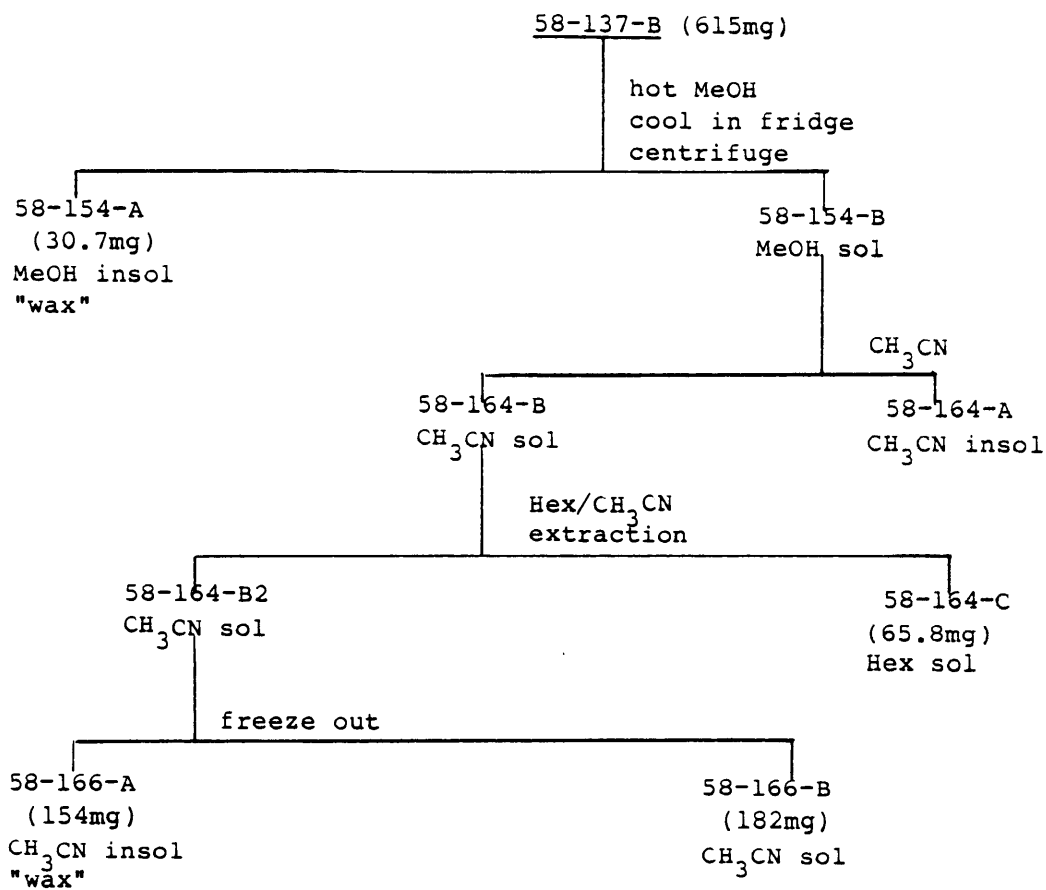 58-137-B (615mg)
hot MeOH
cool in fridge
centrifuge
58-154-A
(30.7mg)
MeOH insol
"wax"
58-154-B
MeOH sol
CH₃CN
58-164-B
CH₃CN sol
58-164-A
CH₃CN insol
Hex/CH₃CN
extraction
58-164-B2
CH₃CN sol
58-164-C
(65.8mg)
Hex sol
freeze out
58-166-A
(154mg)
CH₃CN insol
"wax"
58-166-B
(182mg)
CH₃CN sol